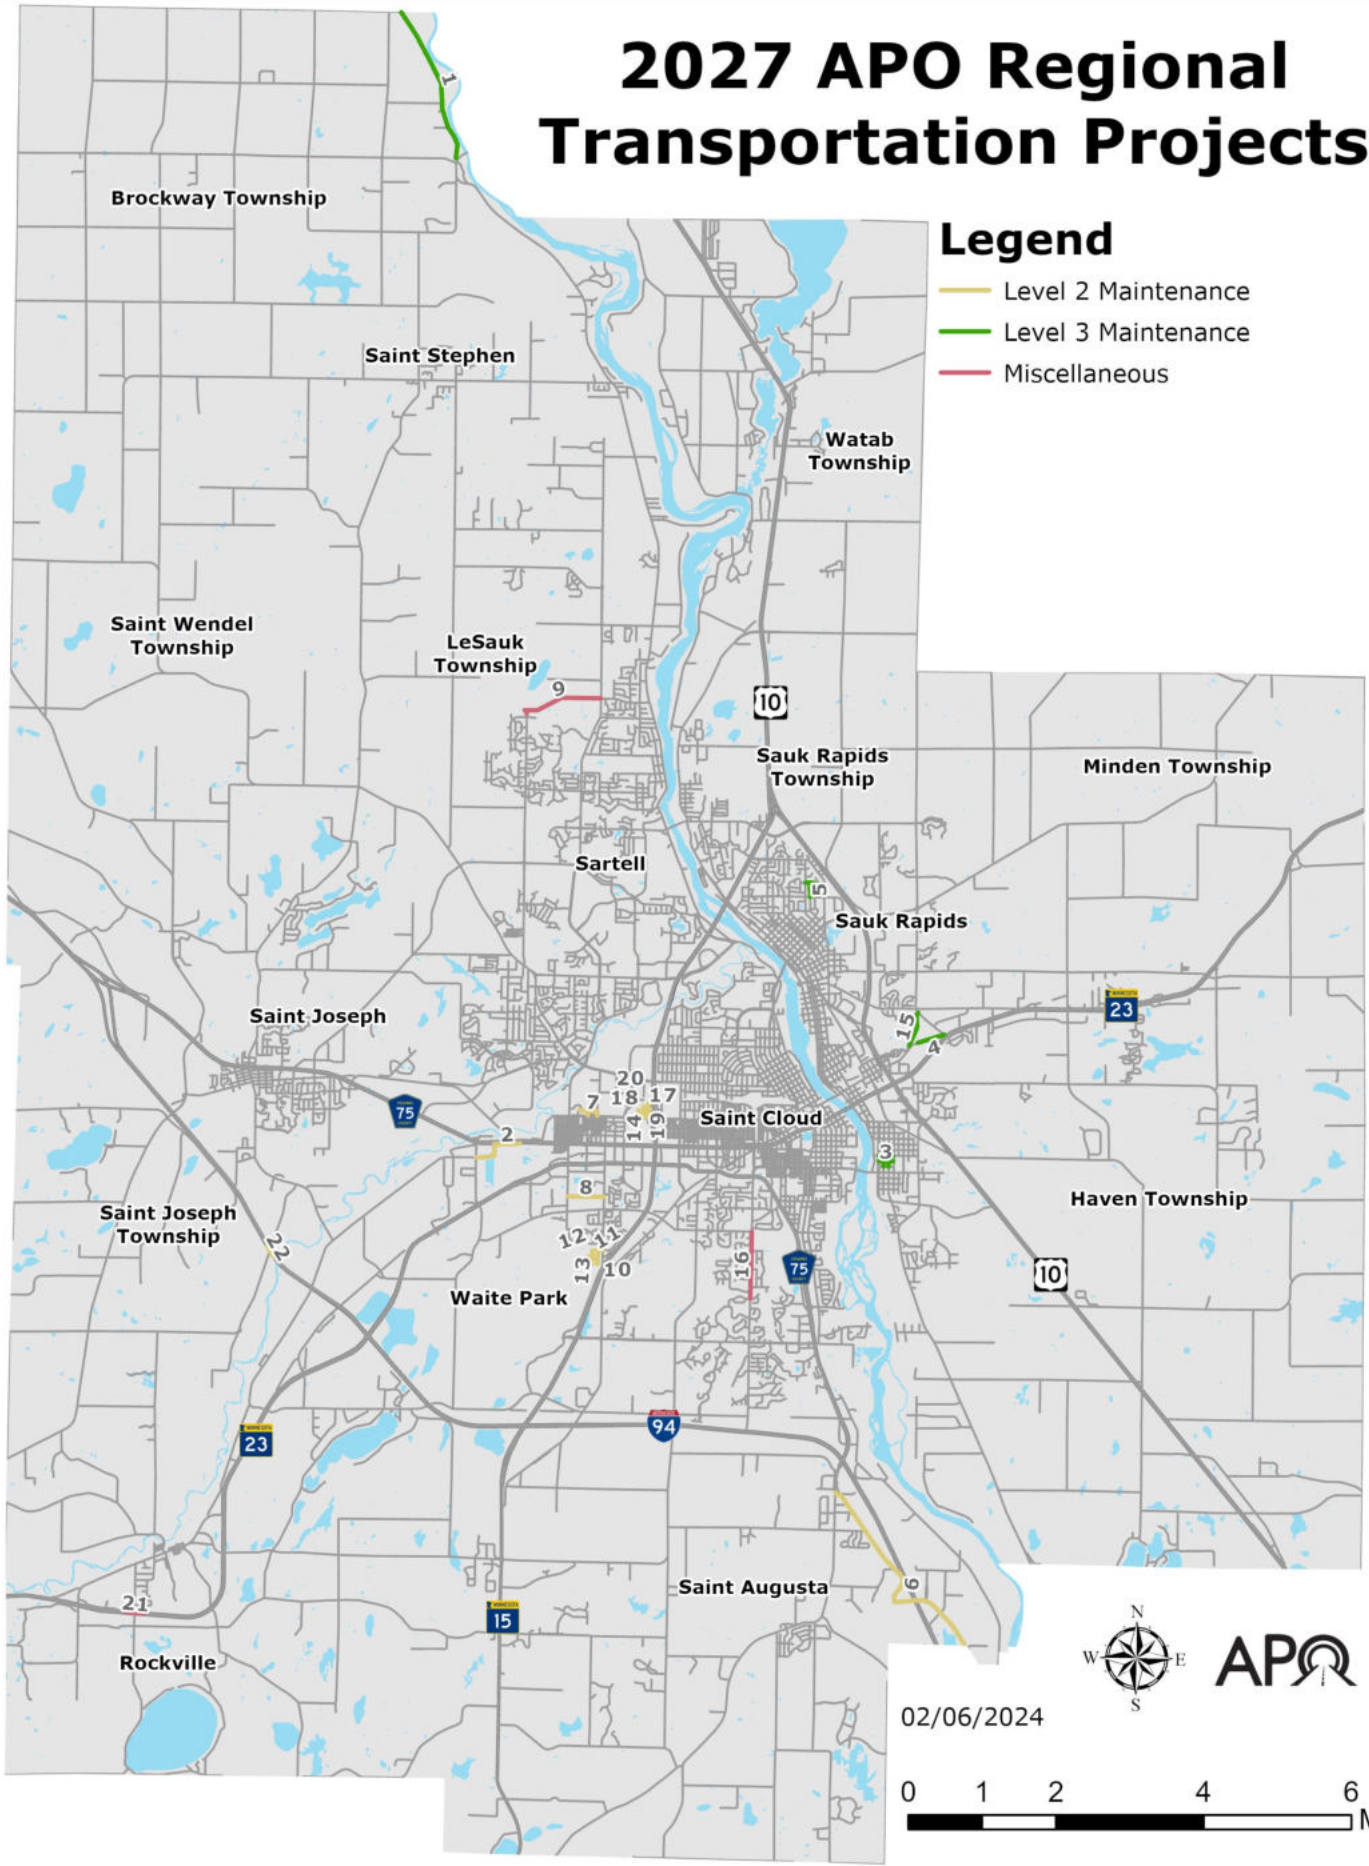 2027 APO Regional
Transportation Projects
Legend
Level 2 Maintenance
Level 3 Maintenance
Miscellaneous
1
Brockway Township
Saint Stephen
Watab
Township
Saint Wendel
Township
LeSauk
Township
9
10
Sauk Rapids
Township
Minden Township
Sartell
5
Sauk Rapids
MINNESOTA
23
Saint Joseph
15
4
20
18
17
7
14
19
75
Saint Cloud
2
3
8
Saint Joseph
Township
Haven Township
22
12
11
13
10
16
75
10
Waite Park
94
MINNESOTA
23
6
Saint Augusta
21
MINNESOTA
15
Rockville
N
W
E
S
APO
02/06/2024
0 1 2 4 6
M